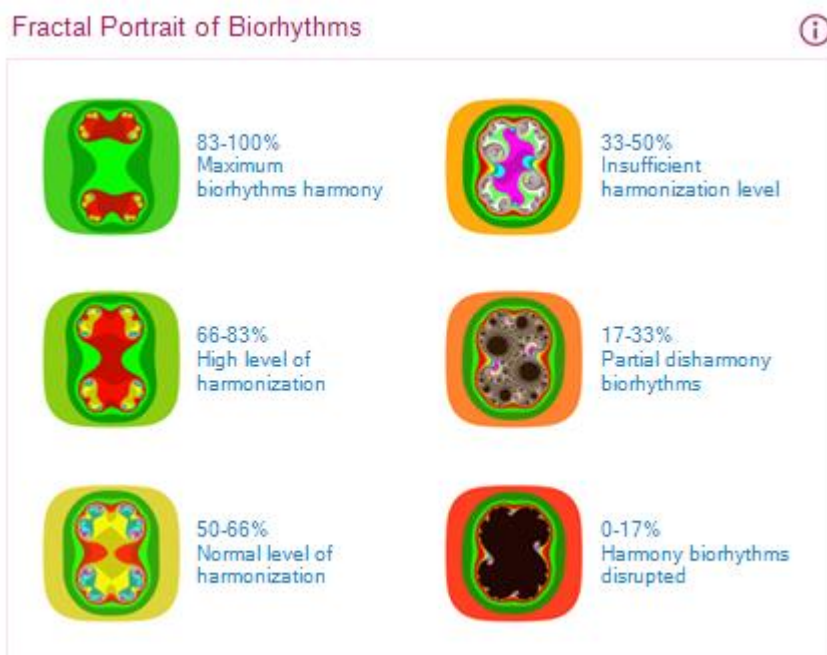 Fractal Portrait of Biorhythms
83-100%
Maximum
biorhythms harmony
66-83%
High level of
harmonization
50-66%
Normal level of
harmonization
33-50%
Insufficient
harmonization level
17-33%
Partial disharmony
biorhythms
0-17%
Harmony biorhythms
disrupted